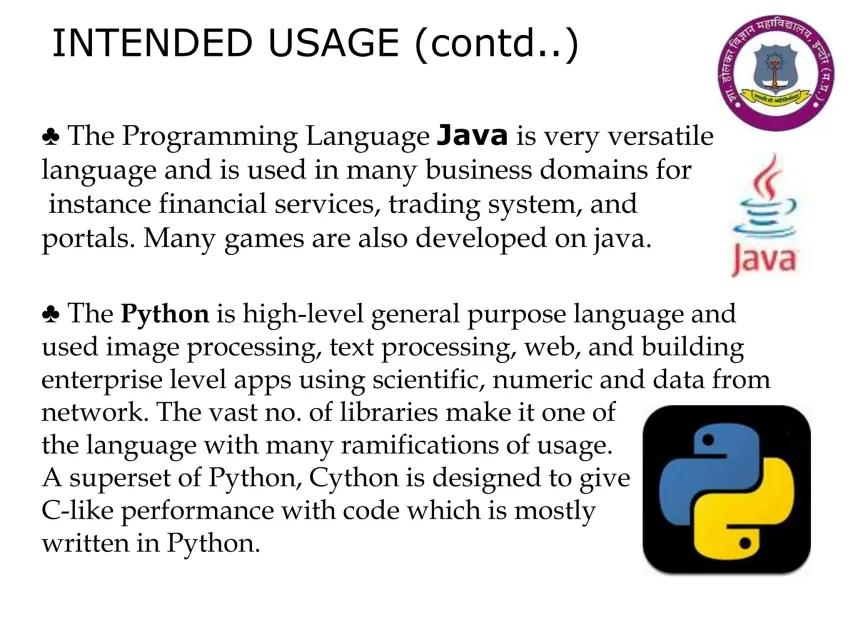 INTENDED USAGE (contd..)
शा. होलकर विज्ञान महाविद्यालय, इन्दौर (म.प्र.)
♣ The Programming Language Java is very versatile
language and is used in many business domains for
instance financial services, trading system, and
portals. Many games are also developed on java.
Java
♣ The Python is high-level general purpose language and
used image processing, text processing, web, and building
enterprise level apps using scientific, numeric and data from
network. The vast no. of libraries make it one of
the language with many ramifications of usage.
A superset of Python, Cython is designed to give
C-like performance with code which is mostly
written in Python.